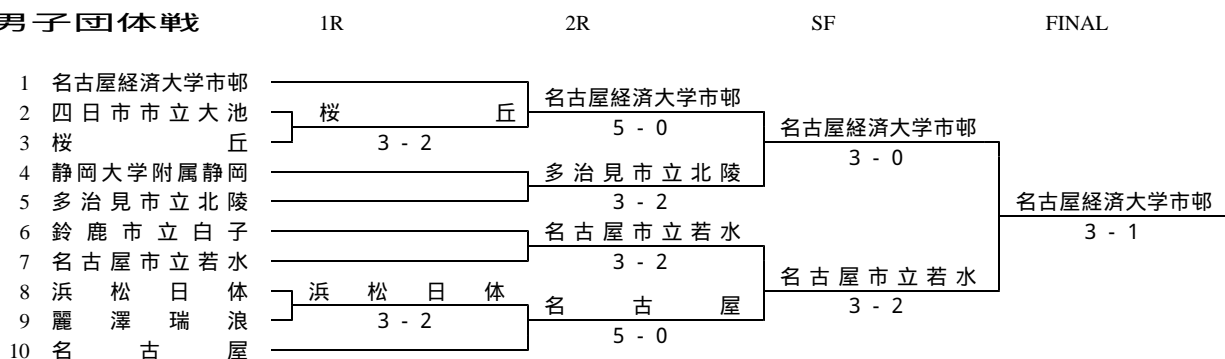 男子団体戦 1R 2R SF FINAL
1 名古屋経済大学市邨
名古屋経済大学市邨
2 四日市市立大池
桜丘
5 - 0
名古屋経済大学市邨
3 桜丘
3 - 2
3 - 0
4 静岡大学附属静岡
多治見市立北陵
5 多治見市立北陵
3 - 2
名古屋経済大学市邨
6 鈴鹿市立白子
名古屋市立若水
3 - 1
7 名古屋市立若水
3 - 2
名古屋市立若水
8 浜松日体
浜松日体
名古屋
3 - 2
9 麗澤瑞浪
3 - 2
5 - 0
10 名古屋